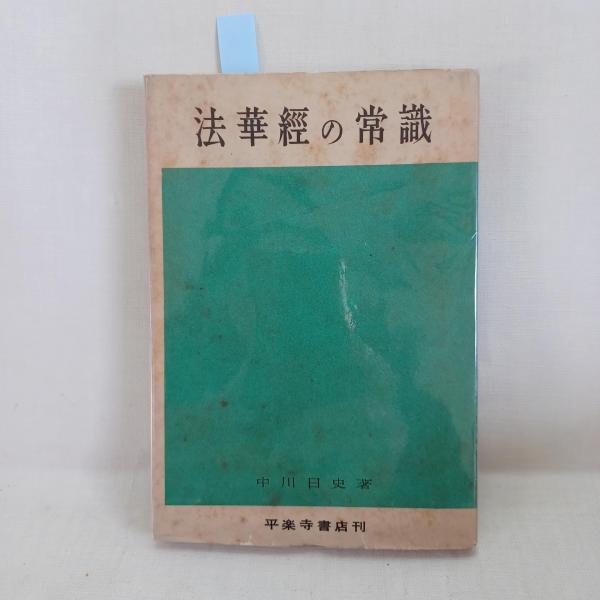 法華經の常識
中川日史著
平楽寺書店刊